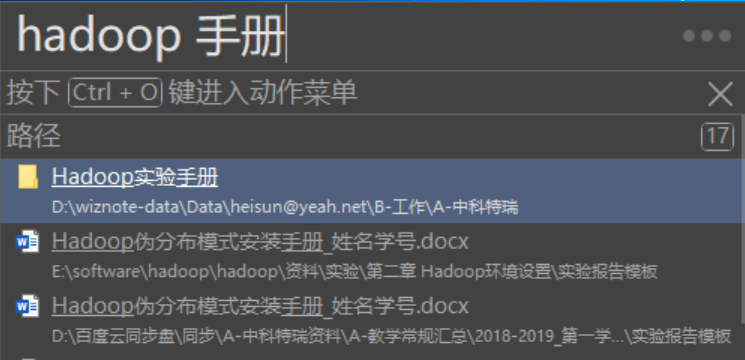 hadoop 手册
按下 Ctrl + O 键进入动作菜单
路径 17
Hadoop实验手册
D:\wiznote-data\Data\heisun@yeah.net\B-工作\A-中科特瑞
Hadoop伪分布模式安装手册_姓名学号.docx
E:\software\hadoop\hadoop\资料\实验\第二章 Hadoop环境设置\实验报告模板
Hadoop伪分布模式安装手册_姓名学号.docx
D:\百度云同步盘\同步\A-中科特瑞资料\A-教学常规汇总\2018-2019_第一学...\实验报告模板